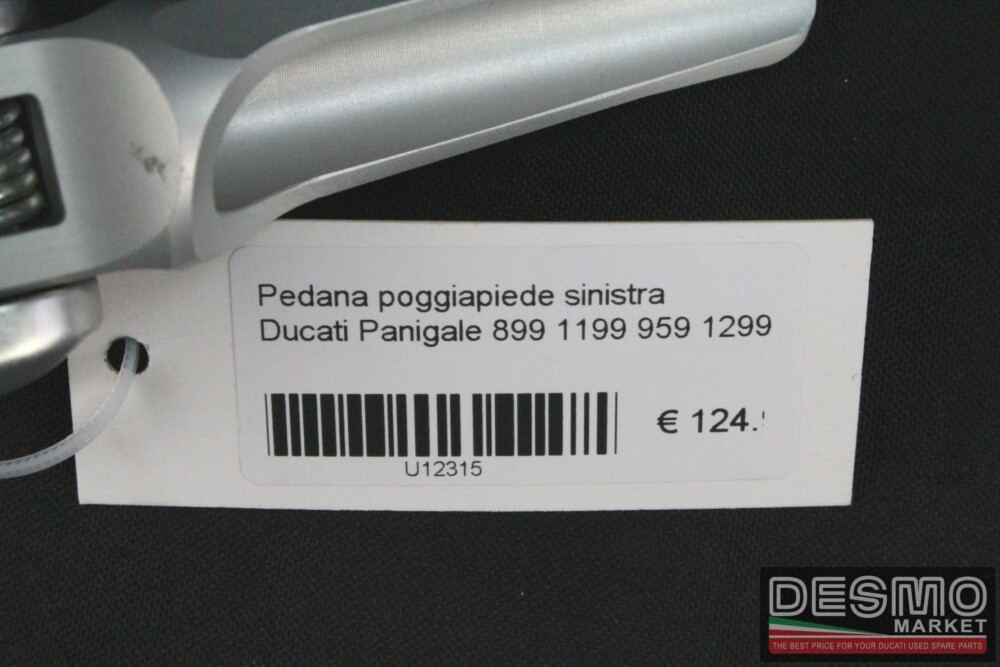 Pedana poggiapiede sinistra
Ducati Panigale 899 1199 959 1299
€ 124.
U12315
DESMO
MARKET
THE BEST PRICE FOR YOUR DUCATI USED SPARE PARTS